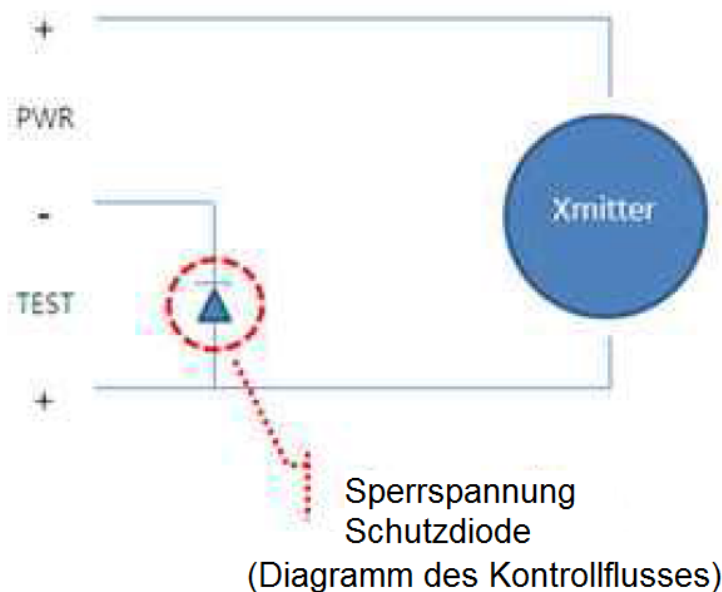 +
PWR
-
TEST
+
Xmitter
Sperrspannung
Schutzdiode
(Diagramm des Kontrollflusses)